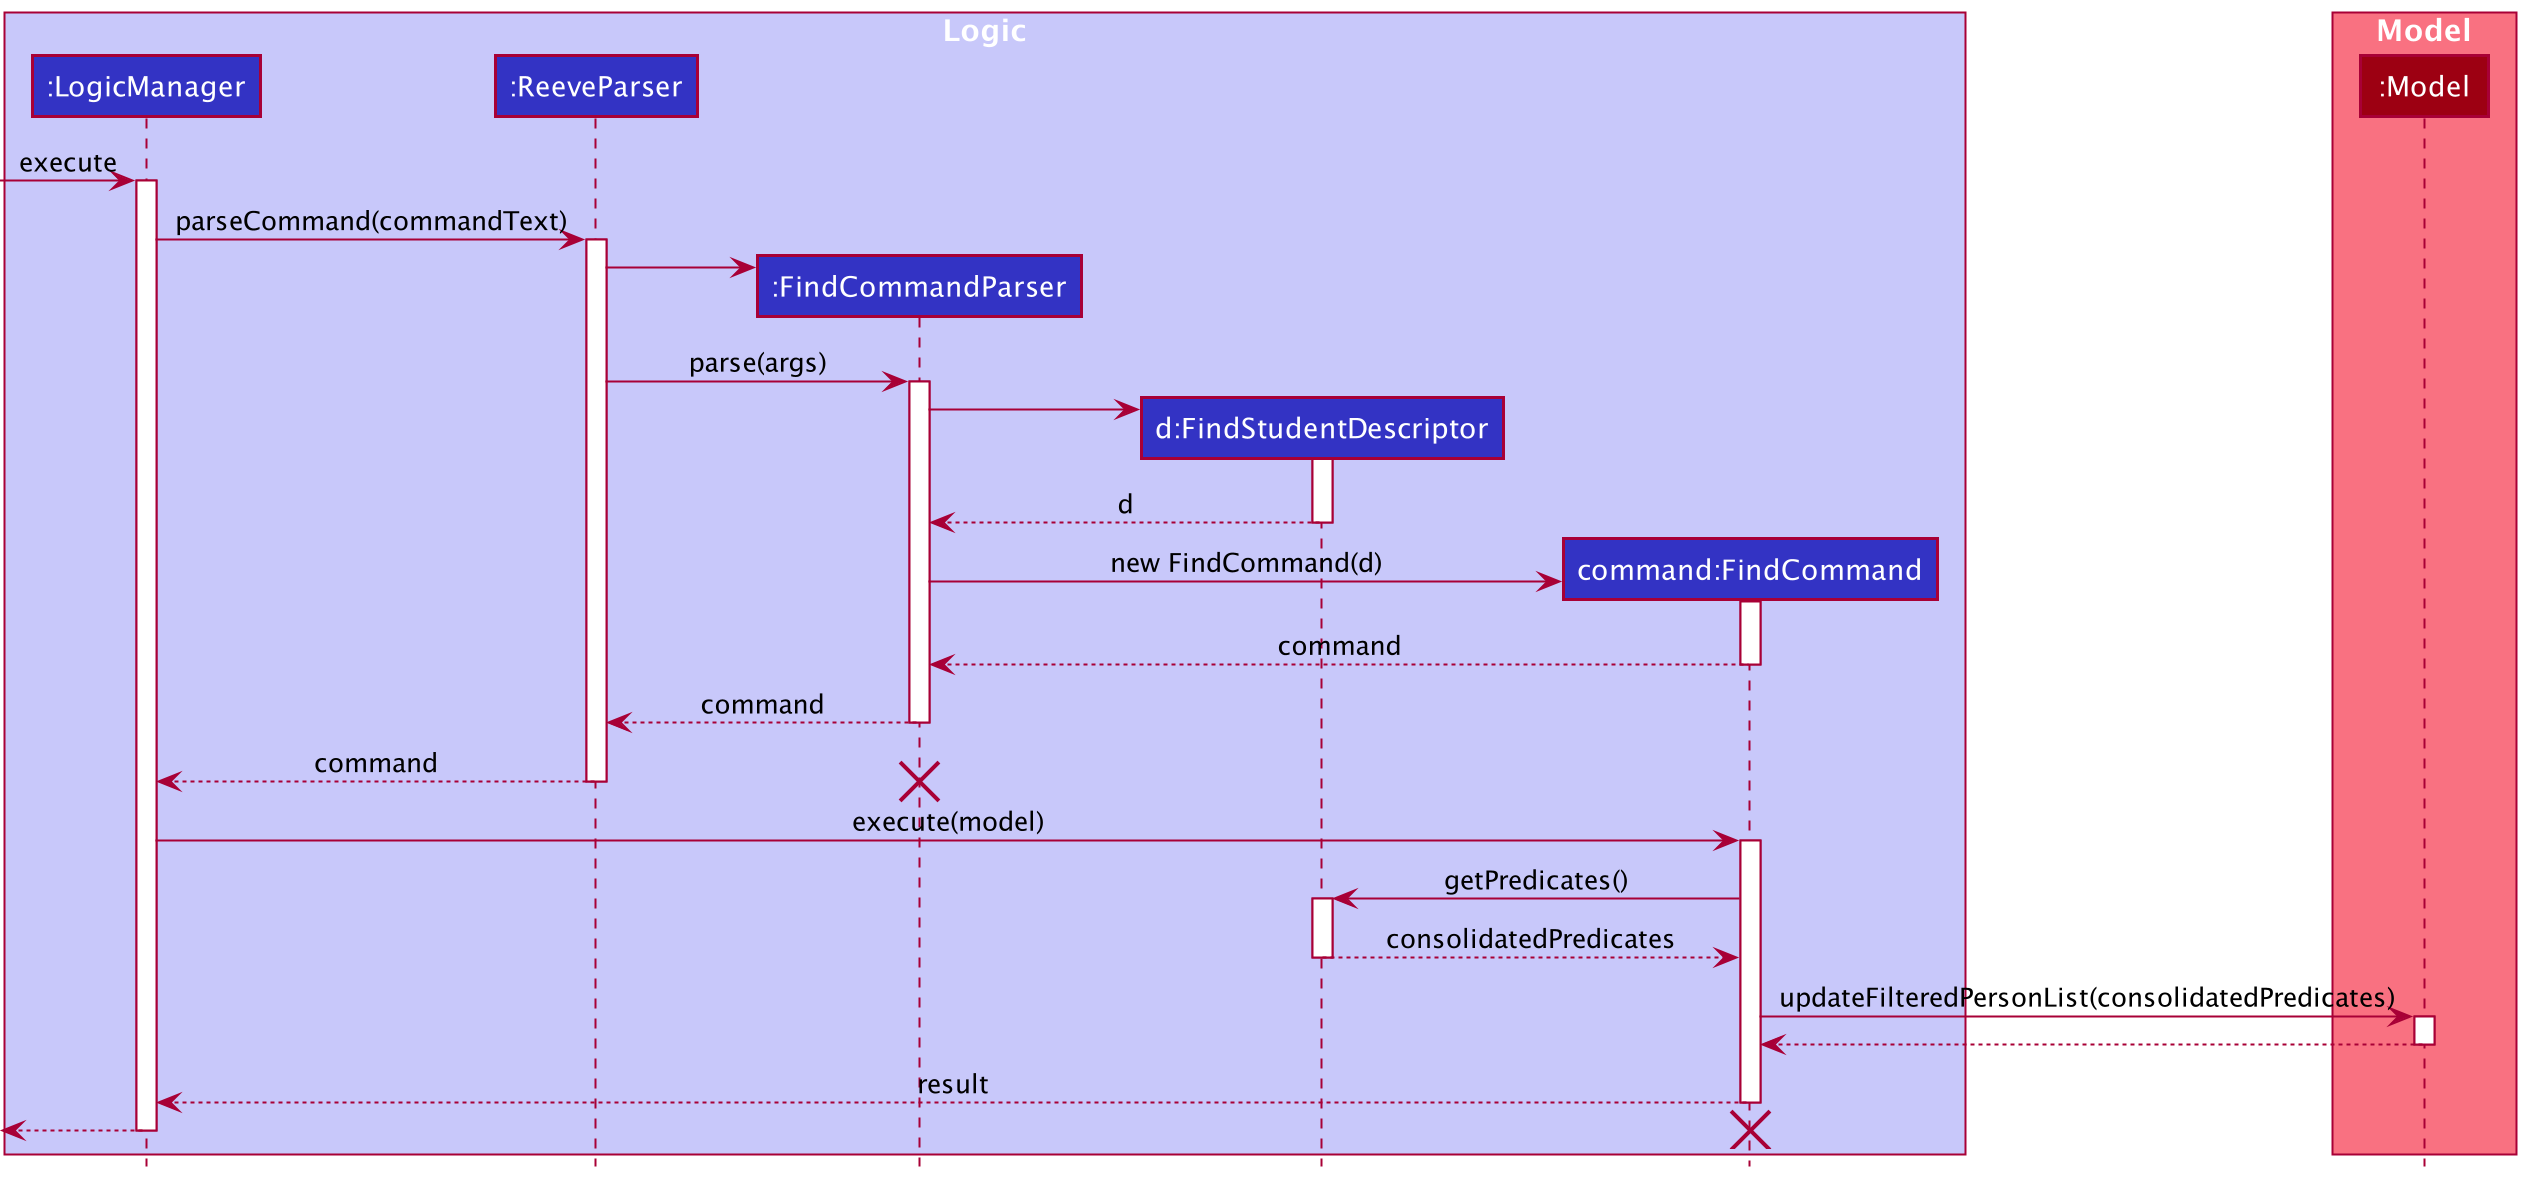 Logic
Model
:LogicManager
:ReeveParser
:Model
execute
parseCommand(commandText)
:FindCommandParser
parse(args)
d:FindStudentDescriptor
d
new FindCommand(d)
command:FindCommand
command
command
command
execute(model)
getPredicates()
consolidatedPredicates
updateFilteredPersonList(consolidatedPredicates)
result